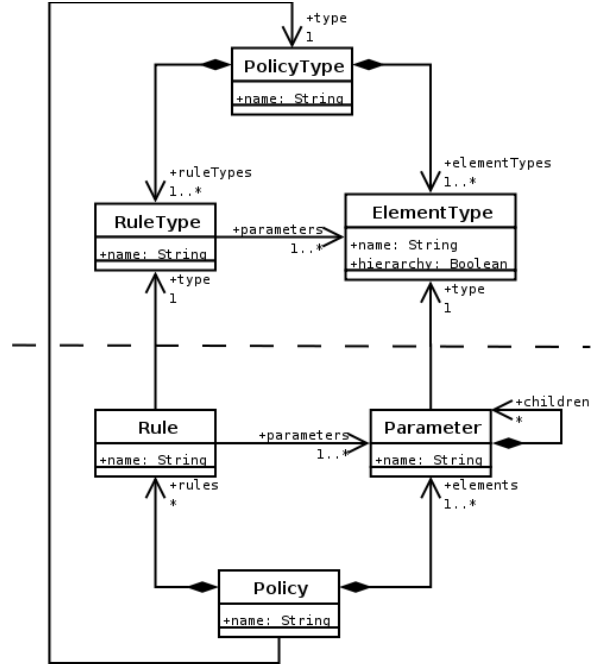 +type
1
PolicyType
+name: String
+ruleTypes
1..*
+elementTypes
1..*
RuleType
+name: String
+parameters
1..*
ElementType
+name: String
+hierarchy: Boolean
+type
1
+type
1
Rule
+name: String
+parameters
1..*
Parameter
+name: String
+children
*
+rules
*
+elements
1..*
Policy
+name: String